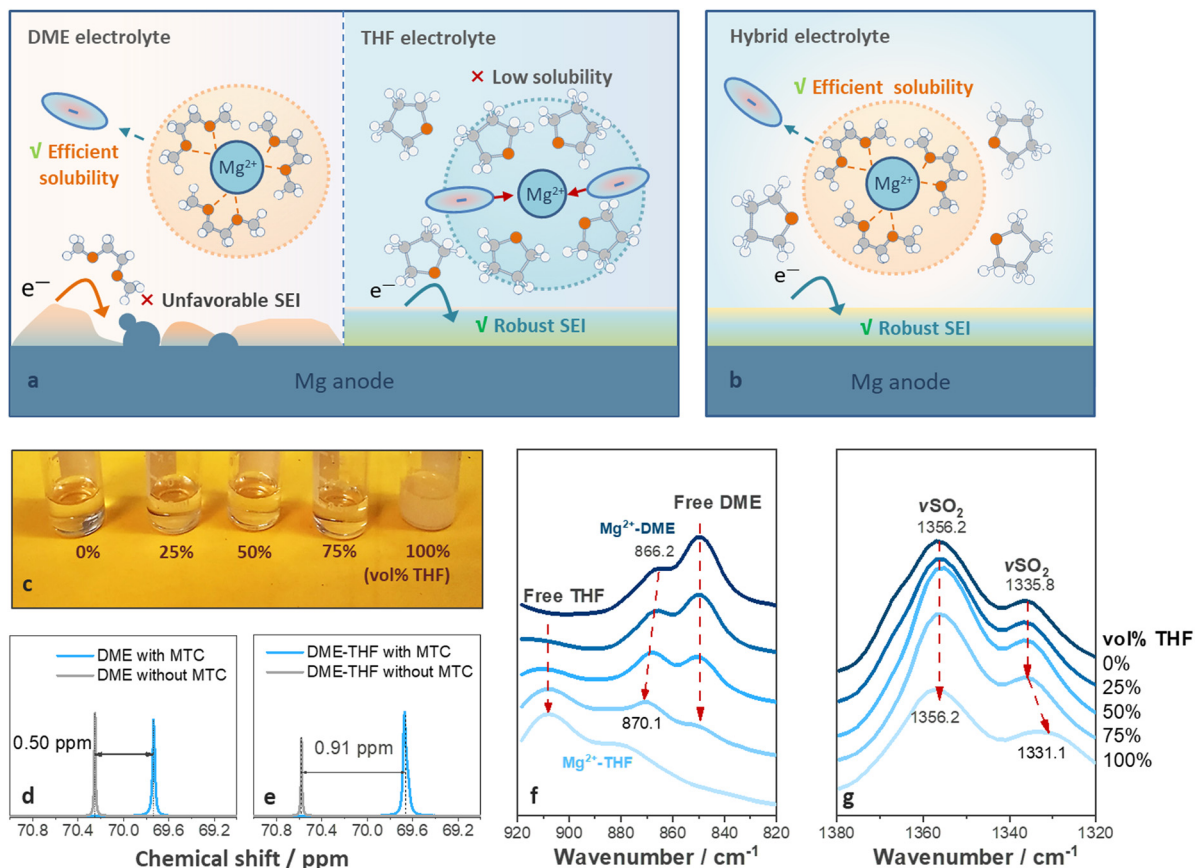 DME electrolyte
√ Efficient
solubility
Mg²⁺
e⁻
× Unfavorable SEI
THF electrolyte
× Low solubility
Mg²⁺
e⁻
√ Robust SEI
a
Mg anode
Hybrid electrolyte
√ Efficient solubility
Mg²⁺
e⁻
√ Robust SEI
b
Mg anode
0% 25% 50% 75% 100%
(vol% THF)
c
DME with MTC
DME without MTC
0.50 ppm
d
70.8 70.4 70.0 69.6 69.2
DME-THF with MTC
DME-THF without MTC
0.91 ppm
e
70.8 70.4 70.0 69.6 69.2
Chemical shift / ppm
Free DME
Mg²⁺-DME
866.2
Free THF
870.1
Mg²⁺-THF
f
920 900 880 860 840 820
Wavenumber / cm⁻¹
νSO₂
1356.2
νSO₂
1335.8
1356.2
1331.1
g
1380 1360 1340 1320
Wavenumber / cm⁻¹
vol% THF
0%
25%
50%
75%
100%